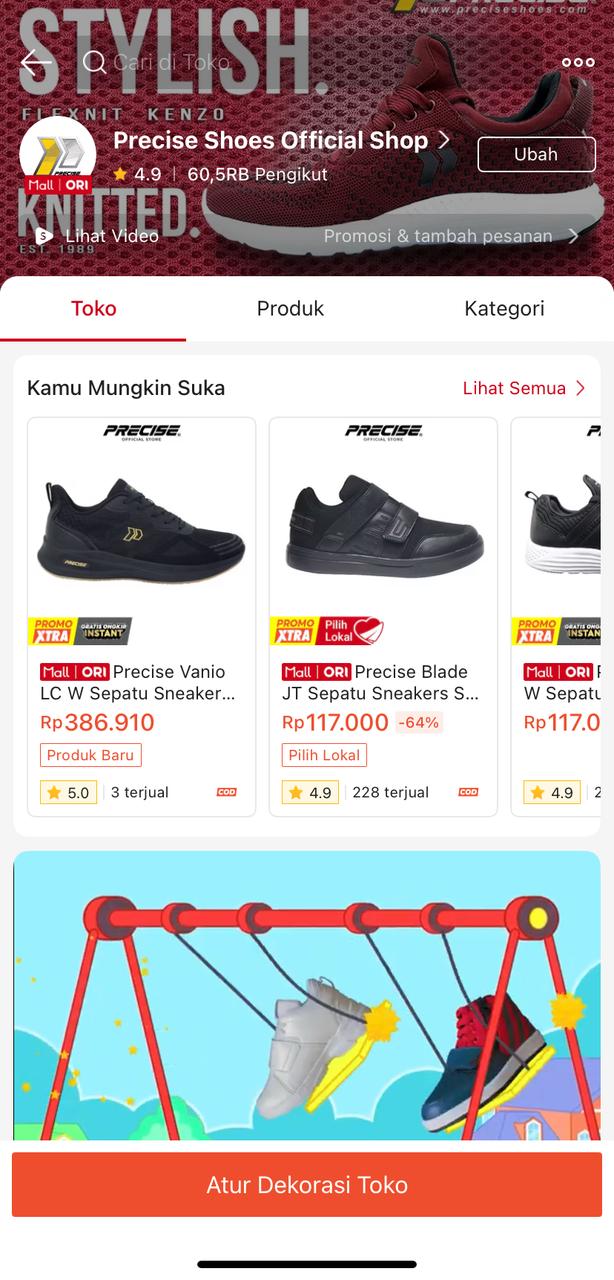 STYLISH.
www.preciseshoes.com
Cari di Toko
FLEXNIT KENZO
Precise Shoes Official Shop
Ubah
PRECISE
Mall | ORI
4.9 | 60,5RB Pengikut
KNITTED.
Lihat Video
Promosi & tambah pesanan
EST. 1989
Toko
Produk
Kategori
Kamu Mungkin Suka
Lihat Semua
PRECISE
OFFICIAL STORE
PRECISE
PROMO
XTRA
GRATIS ONGKIR
INSTANT
Mall | ORI Precise Vanio
LC W Sepatu Sneaker...
Rp386.910
Produk Baru
5.0 | 3 terjual
COD
PRECISE
OFFICIAL STORE
PROMO
XTRA
Pilih
Lokal
Mall | ORI Precise Blade
JT Sepatu Sneakers S...
Rp117.000 -64%
Pilih Lokal
4.9 | 228 terjual
COD
PROMO
XTRA
GRATIS
INSTAN
Mall | ORI
W Sepatu
Rp117.0
4.9
Atur Dekorasi Toko